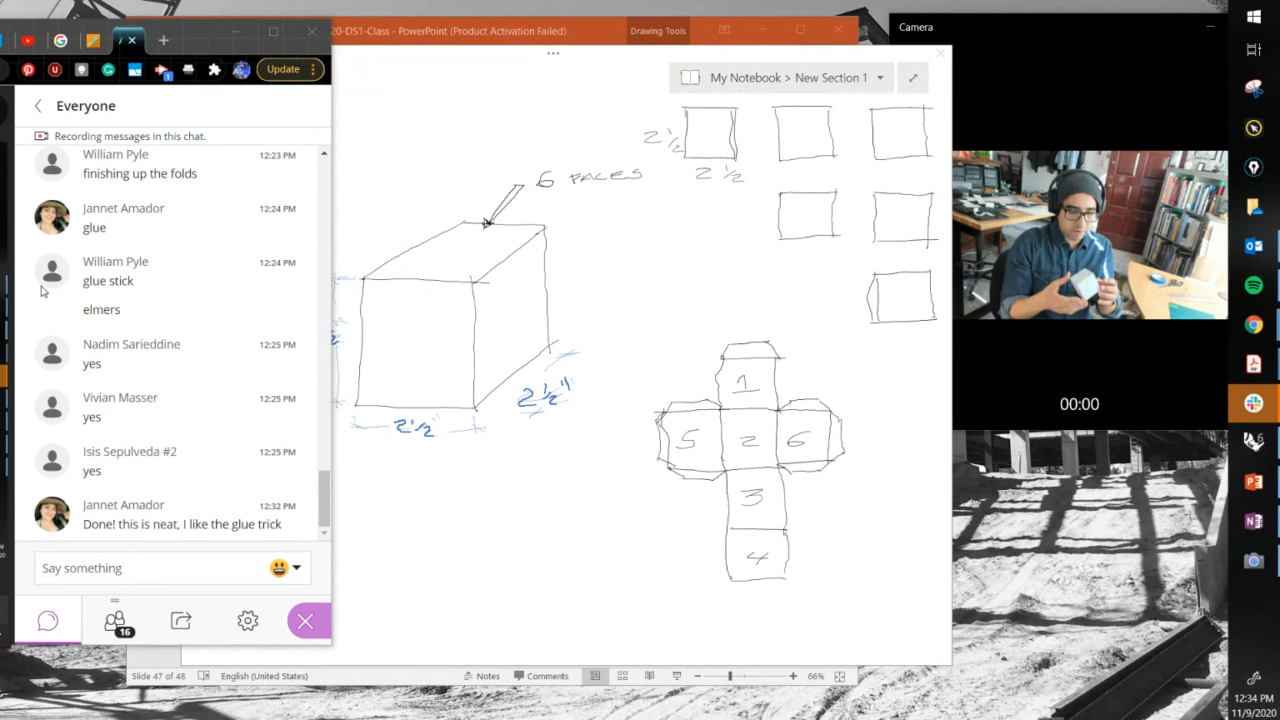 20-DS1-Class - PowerPoint (Product Activation Failed)
Drawing Tools
Camera
Update
Everyone
Recording messages in this chat.
William Pyle 12:23 PM
finishing up the folds
Jannet Amador 12:24 PM
glue
William Pyle 12:24 PM
glue stick
elmers
Nadim Sarieddine 12:25 PM
yes
Vivian Masser 12:25 PM
yes
Isis Sepulveda #2 12:25 PM
yes
Jannet Amador 12:32 PM
Done! this is neat, I like the glue trick
Say something
16
My Notebook > New Section 1
6 FACES
2 1/2
2 1/2
2 1/2"
2 1/2"
1
5 2 6
3
4
00:00
Slide 47 of 48
English (United States)
Notes
Comments
66%
12:34 PM
11/9/2020